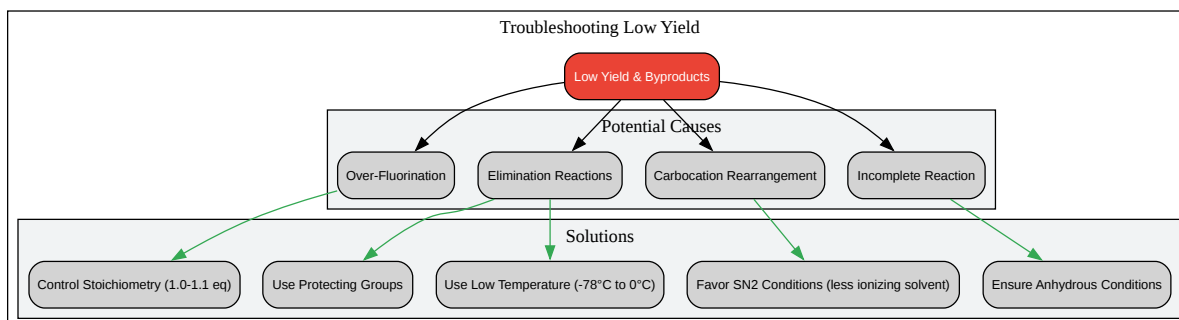 Troubleshooting Low Yield
Low Yield & Byproducts
Potential Causes
Over-Fluorination
Elimination Reactions
Carbocation Rearrangement
Incomplete Reaction
Solutions
Control Stoichiometry (1.0-1.1 eq)
Use Protecting Groups
Use Low Temperature (-78°C to 0°C)
Favor SN2 Conditions (less ionizing solvent)
Ensure Anhydrous Conditions